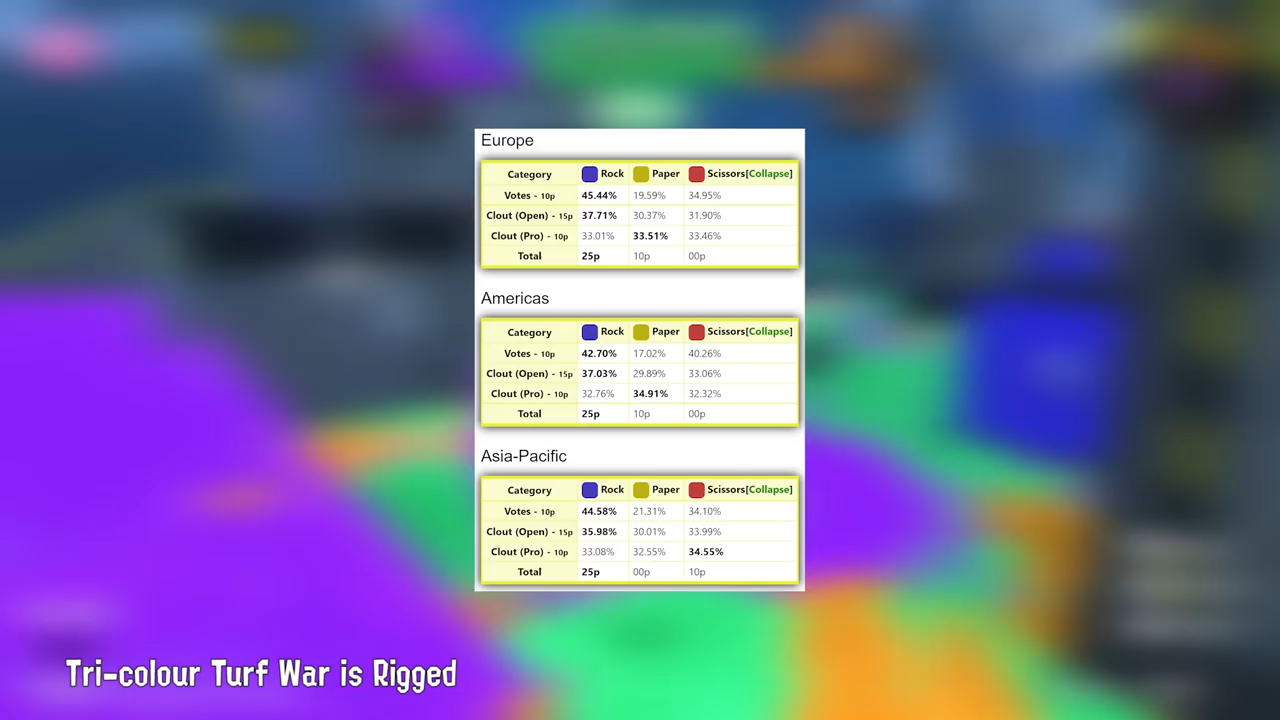 Europe
Category Rock Paper Scissors[Collapse]
Votes - 10p 45.44% 19.59% 34.95%
Clout (Open) - 15p 37.71% 30.37% 31.90%
Clout (Pro) - 10p 33.01% 33.51% 33.46%
Total 25p 10p 00p
Americas
Category Rock Paper Scissors[Collapse]
Votes - 10p 42.70% 17.02% 40.26%
Clout (Open) - 15p 37.03% 29.89% 33.06%
Clout (Pro) - 10p 32.76% 34.91% 32.32%
Total 25p 10p 00p
Asia-Pacific
Category Rock Paper Scissors[Collapse]
Votes - 10p 44.58% 21.31% 34.10%
Clout (Open) - 15p 35.98% 30.01% 33.99%
Clout (Pro) - 10p 33.08% 32.55% 34.55%
Total 25p 00p 10p
Tri-colour Turf War is Rigged